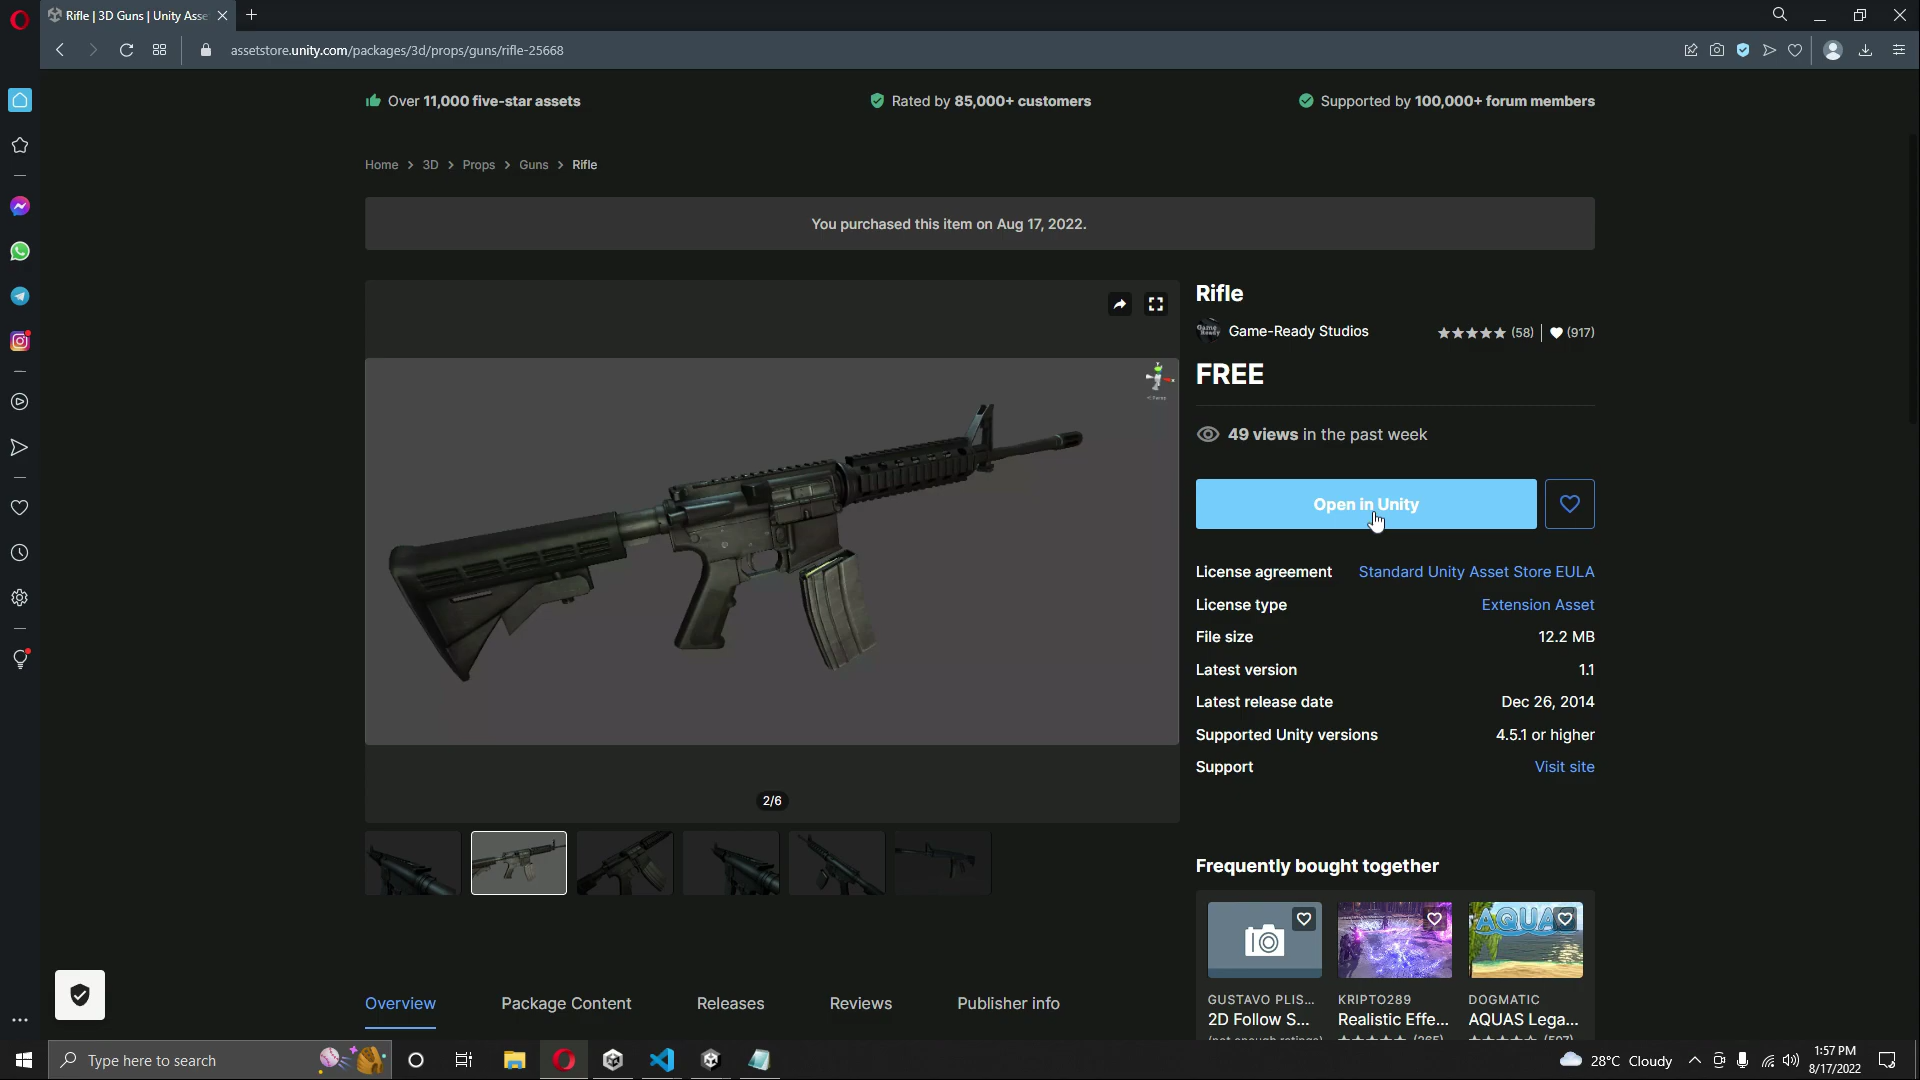 Rifle | 3D Guns | Unity Asse
assetstore.unity.com/packages/3d/props/guns/rifle-25668
Over 11,000 five-star assets
Rated by 85,000+ customers
Supported by 100,000+ forum members
Home > 3D > Props > Guns > Rifle
You purchased this item on Aug 17, 2022.
Rifle
Game-Ready Studios
(58)
(917)
FREE
49 views in the past week
Open in Unity
License agreement Standard Unity Asset Store EULA
License type Extension Asset
File size 12.2 MB
Latest version 1.1
Latest release date Dec 26, 2014
Supported Unity versions 4.5.1 or higher
Support Visit site
2/6
Frequently bought together
GUSTAVO PLIS...
2D Follow S...
KRIPTO289
Realistic Effe...
AQUAS
DOGMATIC
AQUAS Lega...
Overview
Package Content
Releases
Reviews
Publisher info
Type here to search
28°C Cloudy
1:57 PM
8/17/2022